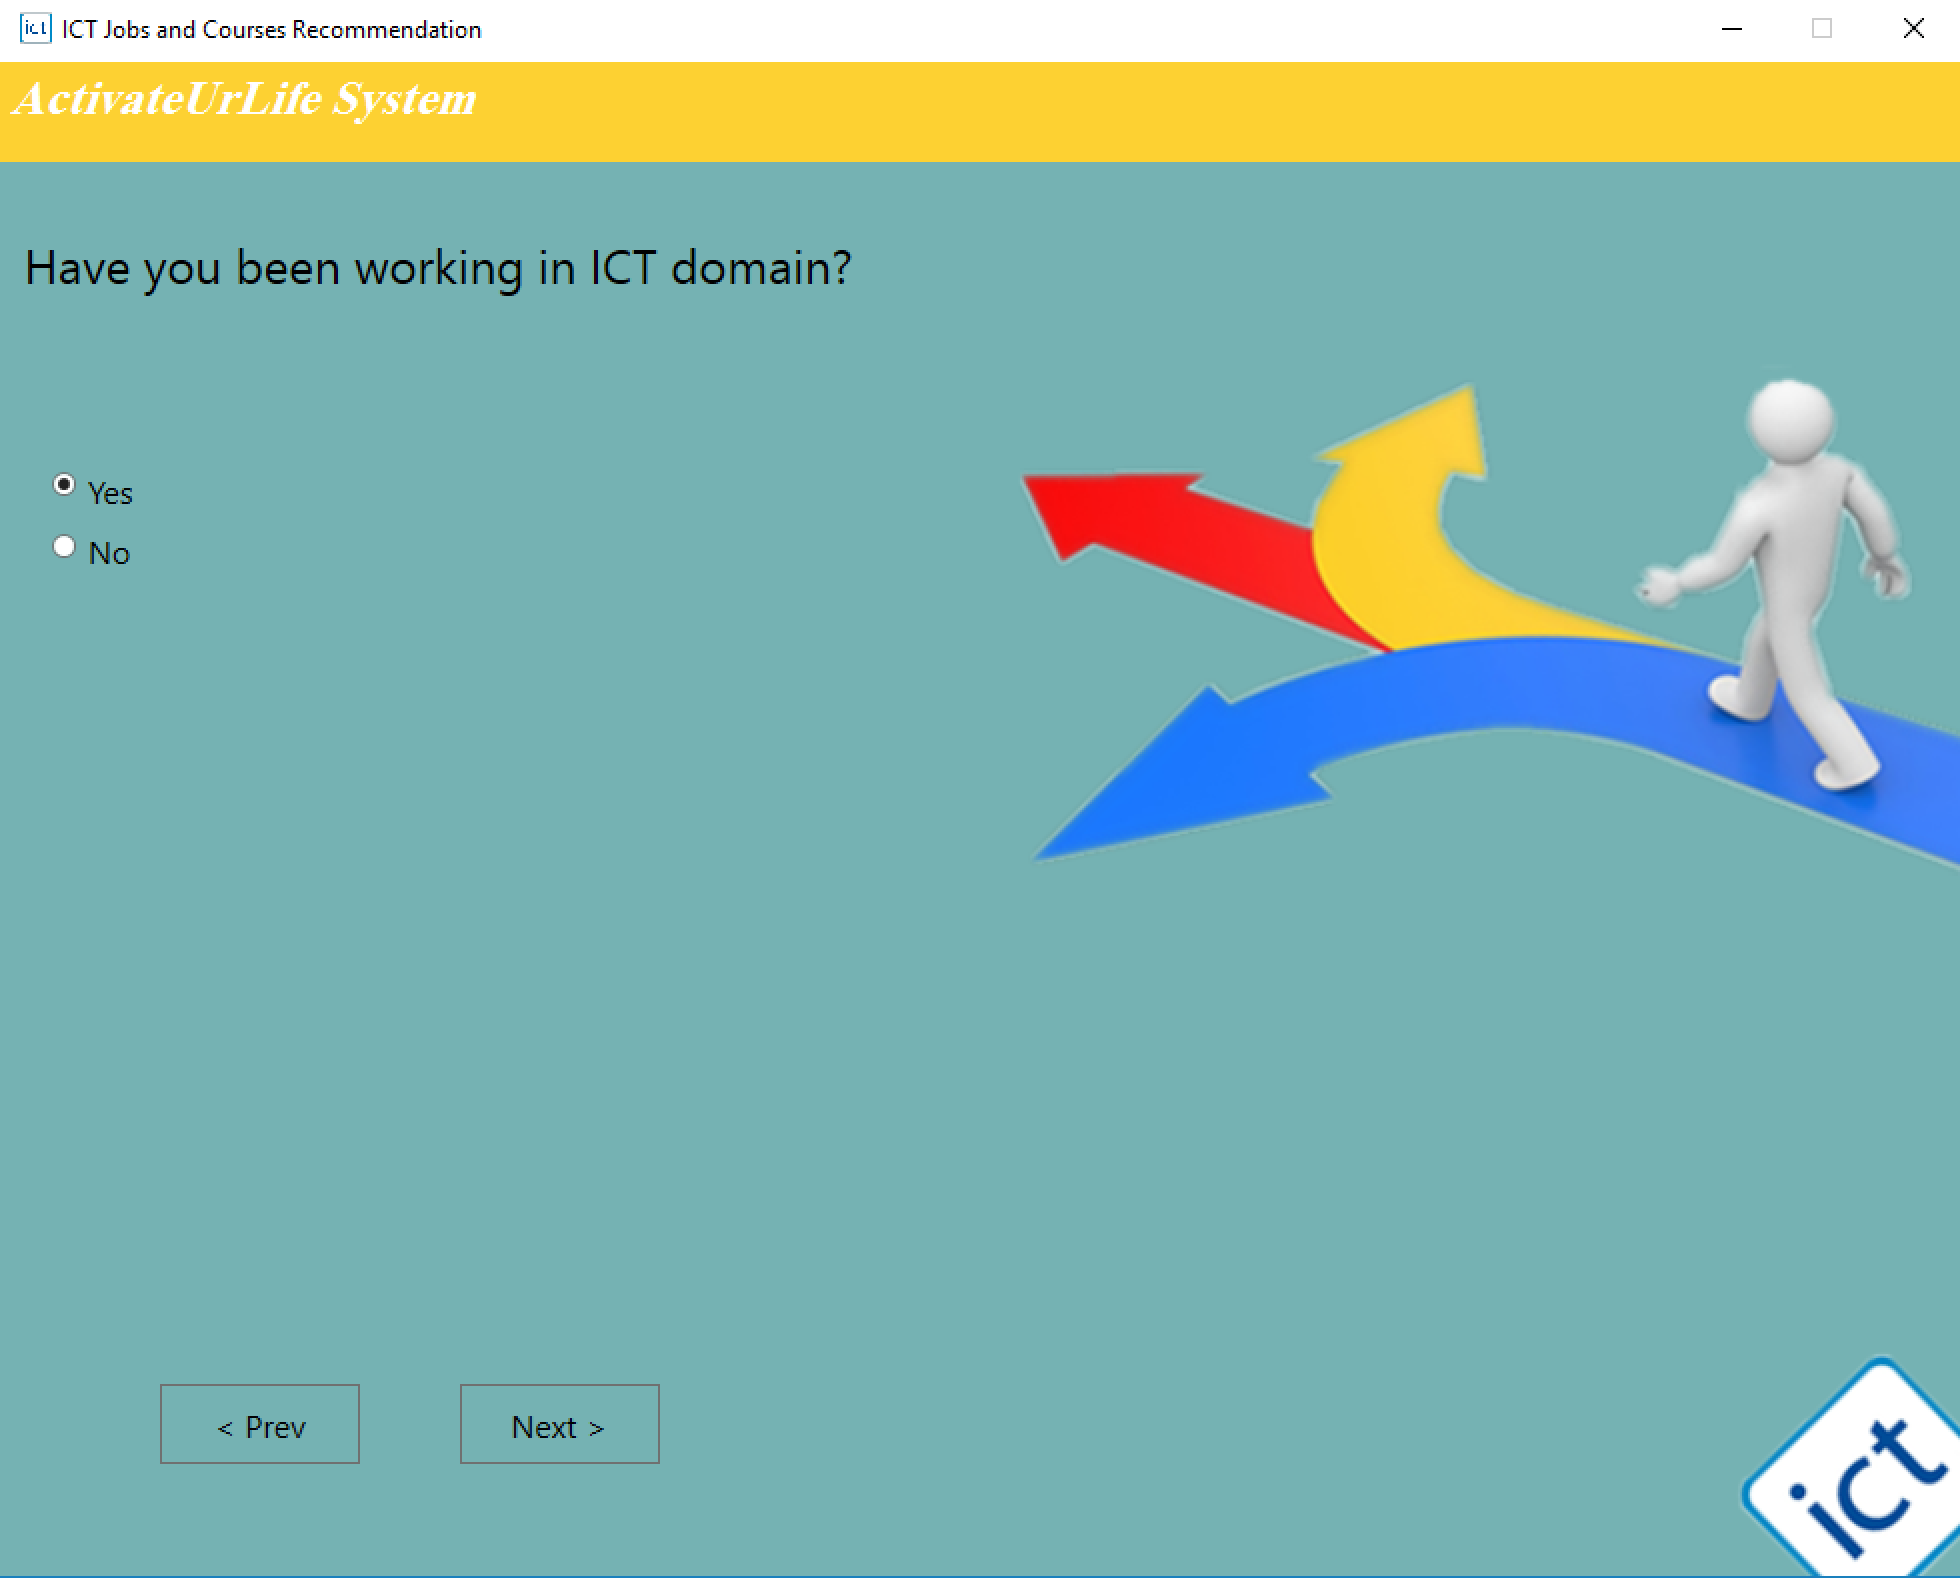 ict ICT Jobs and Courses Recommendation
ActivateUrLife System
Have you been working in ICT domain?
Yes
No
< Prev
Next >
ict